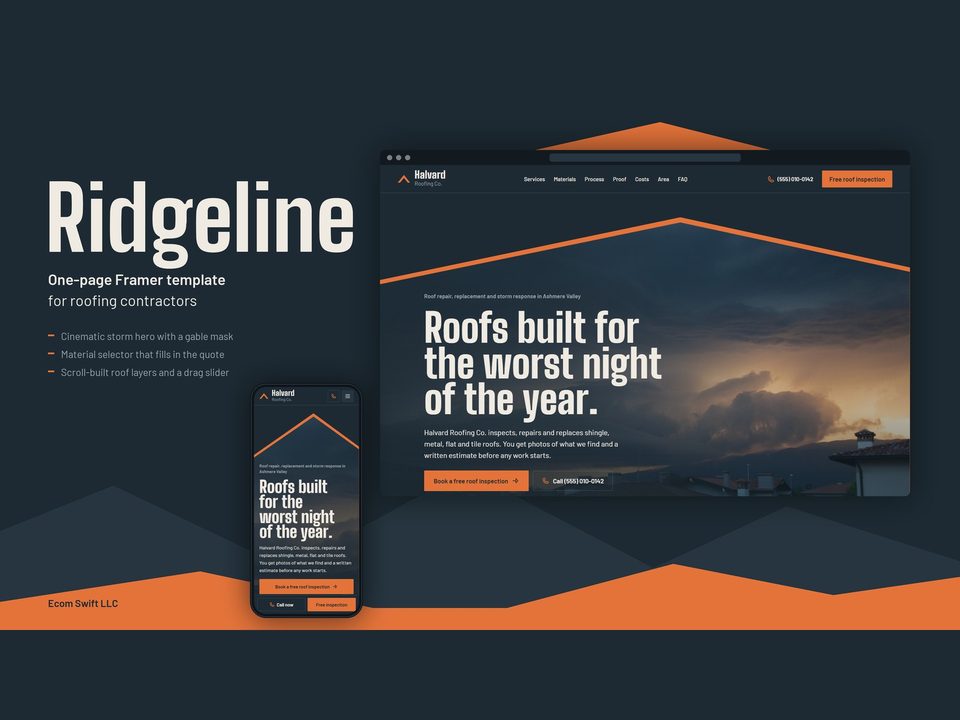 Ridgeline
One-page Framer template
for roofing contractors
Cinematic storm hero with a gable mask
Material selector that fills in the quote
Scroll-built roof layers and a drag slider
Ecom Swift LLC
Halvard
Roofing Co.
Services Materials Process Proof Costs Area FAQ
(555) 010-0142
Free roof inspection
Roof repair, replacement and storm response in Ashmere Valley
Roofs built for
the worst night
of the year.
Halvard Roofing Co. inspects, repairs and replaces shingle,
metal, flat and tile roofs. You get photos of what we find and a
written estimate before any work starts.
Book a free roof inspection
Call (555) 010-0142
Halvard
Roofing Co.
Roof repair, replacement and storm response in
Ashmere Valley
Roofs built
for the
worst night
of the year.
Halvard Roofing Co. inspects, repairs and
replaces shingle, metal, flat and tile roofs.
You get photos of what we find and a written
estimate before any work starts.
Book a free roof inspection
Call now
Free inspection